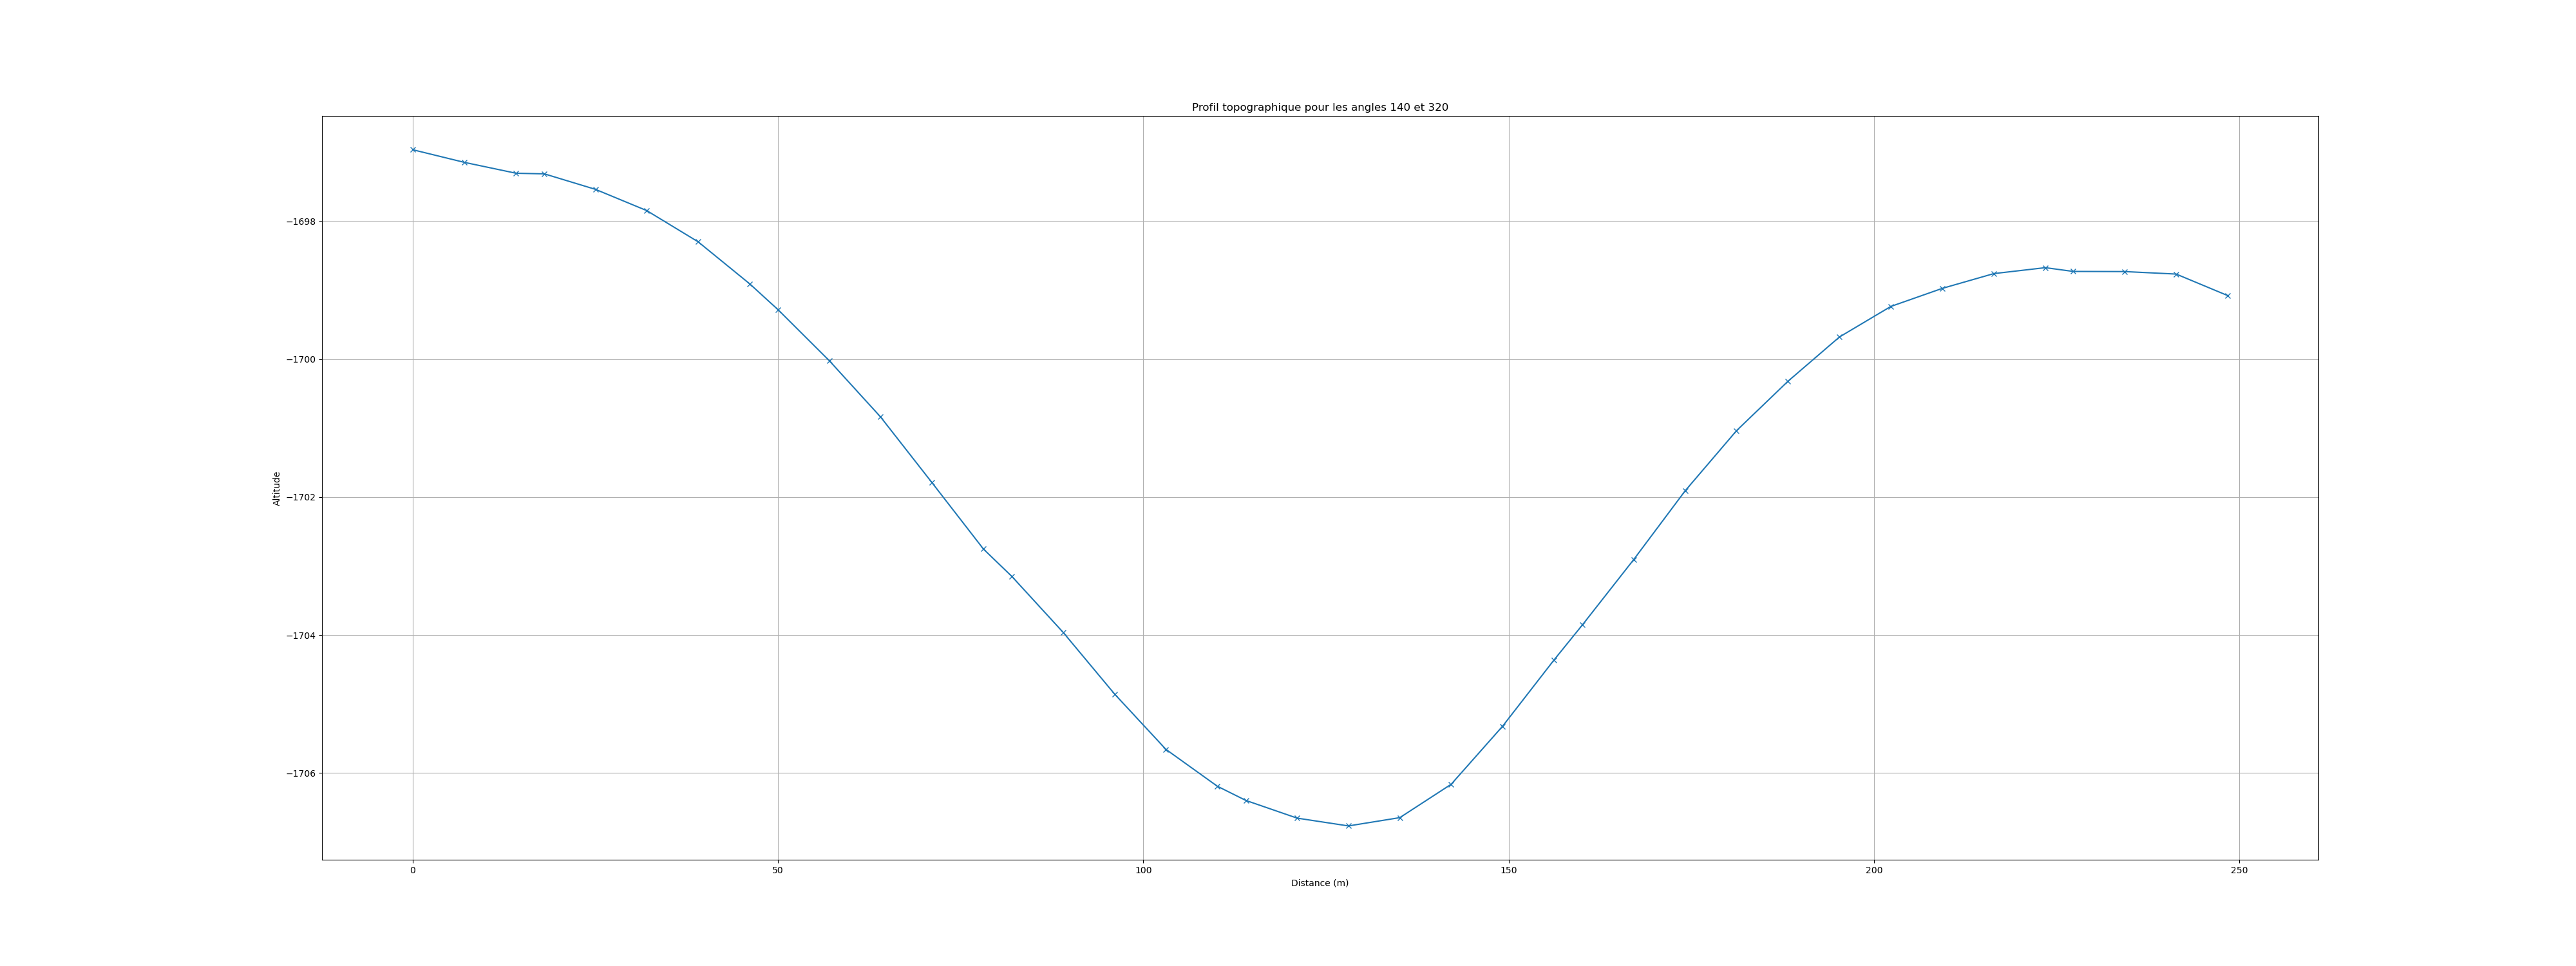 Profil topographique pour les angles 140 et 320
Altitude
−1698
−1700
−1702
−1704
−1706
0 50 100 150 200 250
Distance (m)